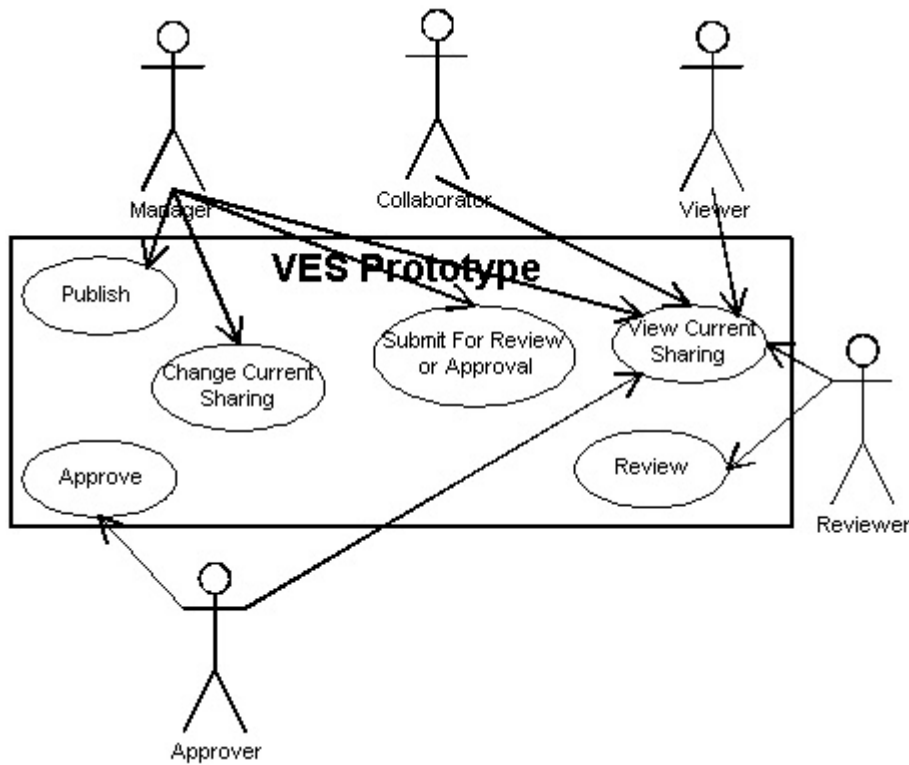 Manager
Collaborator
Viewer
VES Prototype
Publish
Submit For Review
or Approval
View Current
Sharing
Change Current
Sharing
Approve
Review
Reviewer
Approver